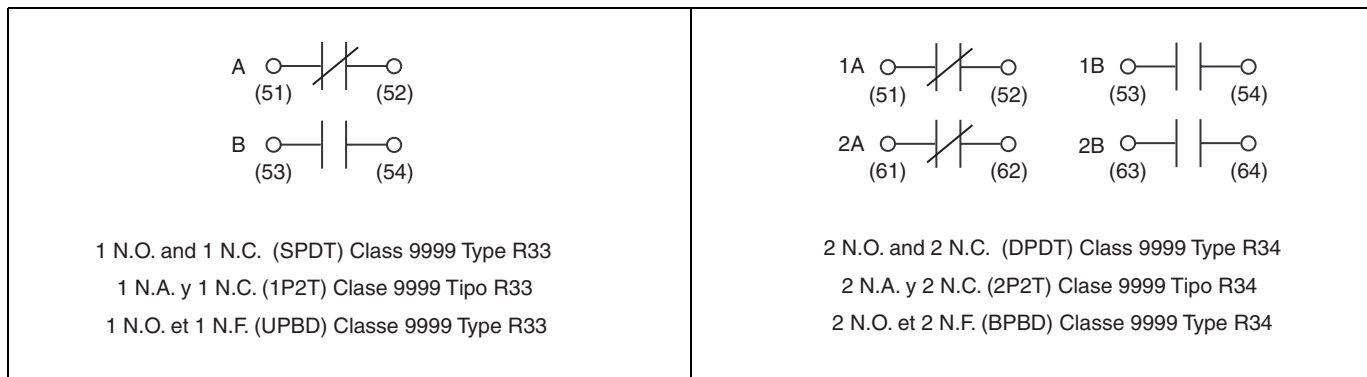 A
(51) (52)
B
(53) (54)
1 N.O. and 1 N.C. (SPDT) Class 9999 Type R33
1 N.A. y 1 N.C. (1P2T) Clase 9999 Tipo R33
1 N.O. et 1 N.F. (UPBD) Classe 9999 Type R33
1A 1B
(51) (52) (53) (54)
2A 2B
(61) (62) (63) (64)
2 N.O. and 2 N.C. (DPDT) Class 9999 Type R34
2 N.A. y 2 N.C. (2P2T) Clase 9999 Tipo R34
2 N.O. et 2 N.F. (BPBD) Classe 9999 Type R34